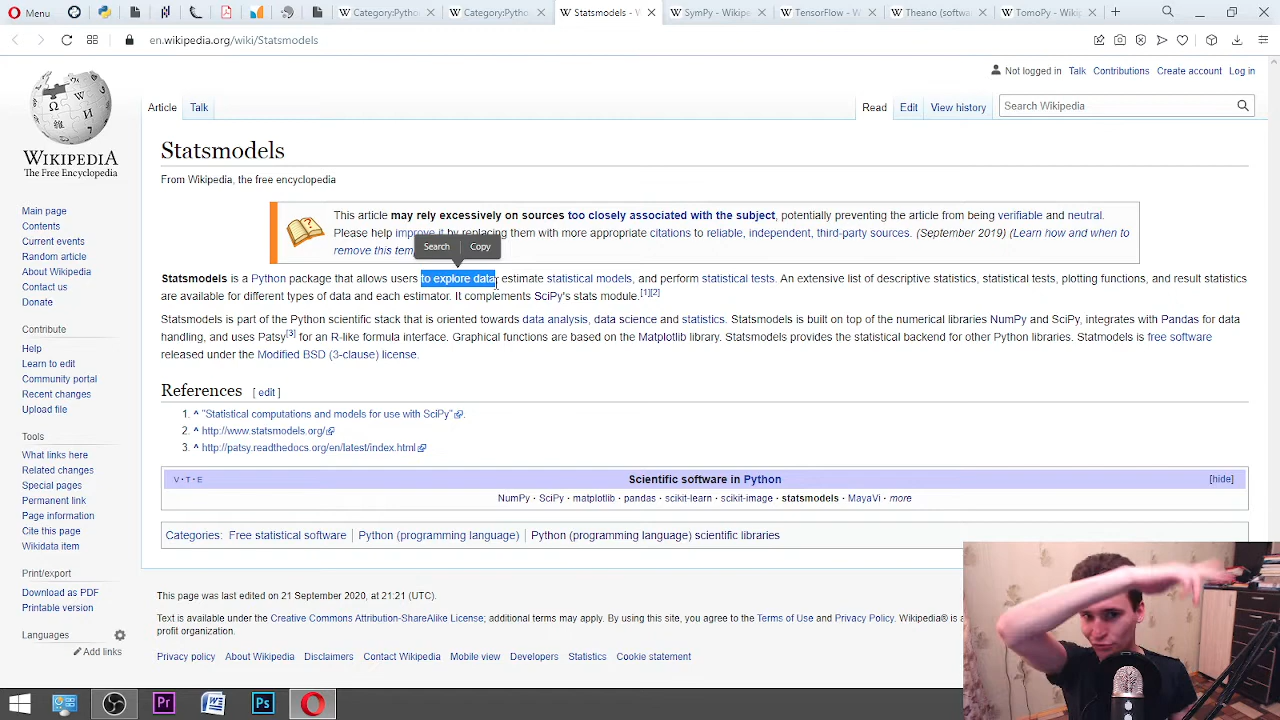 Menu
Category:Python
Category:Python
Statsmodels -
SymPy - Wikipe
TensorFlow - W
Theano (softwar
TomoPy - Wikip
en.wikipedia.org/wiki/Statsmodels
Not logged in Talk Contributions Create account Log in
Article Talk Read Edit View history Search Wikipedia
WIKIPEDIA
The Free Encyclopedia
Main page
Contents
Current events
Random article
About Wikipedia
Contact us
Donate
Contribute
Help
Learn to edit
Community portal
Recent changes
Upload file
Tools
What links here
Related changes
Special pages
Permanent link
Page information
Cite this page
Wikidata item
Print/export
Download as PDF
Printable version
Languages
Add links
Statsmodels
From Wikipedia, the free encyclopedia
This article may rely excessively on sources too closely associated with the subject, potentially preventing the article from being verifiable and neutral.
Please help improve it by replacing them with more appropriate citations to reliable, independent, third-party sources. (September 2019) (Learn how and when to
remove this tem
Search Copy
Statsmodels is a Python package that allows users to explore data, estimate statistical models, and perform statistical tests. An extensive list of descriptive statistics, statistical tests, plotting functions, and result statistics
are available for different types of data and each estimator. It complements SciPy's stats module.[1][2]
Statsmodels is part of the Python scientific stack that is oriented towards data analysis, data science and statistics. Statsmodels is built on top of the numerical libraries NumPy and SciPy, integrates with Pandas for data
handling, and uses Patsy[3] for an R-like formula interface. Graphical functions are based on the Matplotlib library. Statsmodels provides the statistical backend for other Python libraries. Statmodels is free software
released under the Modified BSD (3-clause) license.
References [ edit ]
1. ^ "Statistical computations and models for use with SciPy".
2. ^ http://www.statsmodels.org/
3. ^ http://patsy.readthedocs.org/en/latest/index.html
V·T·E Scientific software in Python [hide]
NumPy · SciPy · matplotlib · pandas · scikit-learn · scikit-image · statsmodels · MayaVi · more
Categories: Free statistical software | Python (programming language) | Python (programming language) scientific libraries
This page was last edited on 21 September 2020, at 21:21 (UTC).
Text is available under the Creative Commons Attribution-ShareAlike License; additional terms may apply. By using this site, you agree to the Terms of Use and Privacy Policy. Wikipedia® is a
profit organization.
Privacy policy About Wikipedia Disclaimers Contact Wikipedia Mobile view Developers Statistics Cookie statement
Pr
Ps